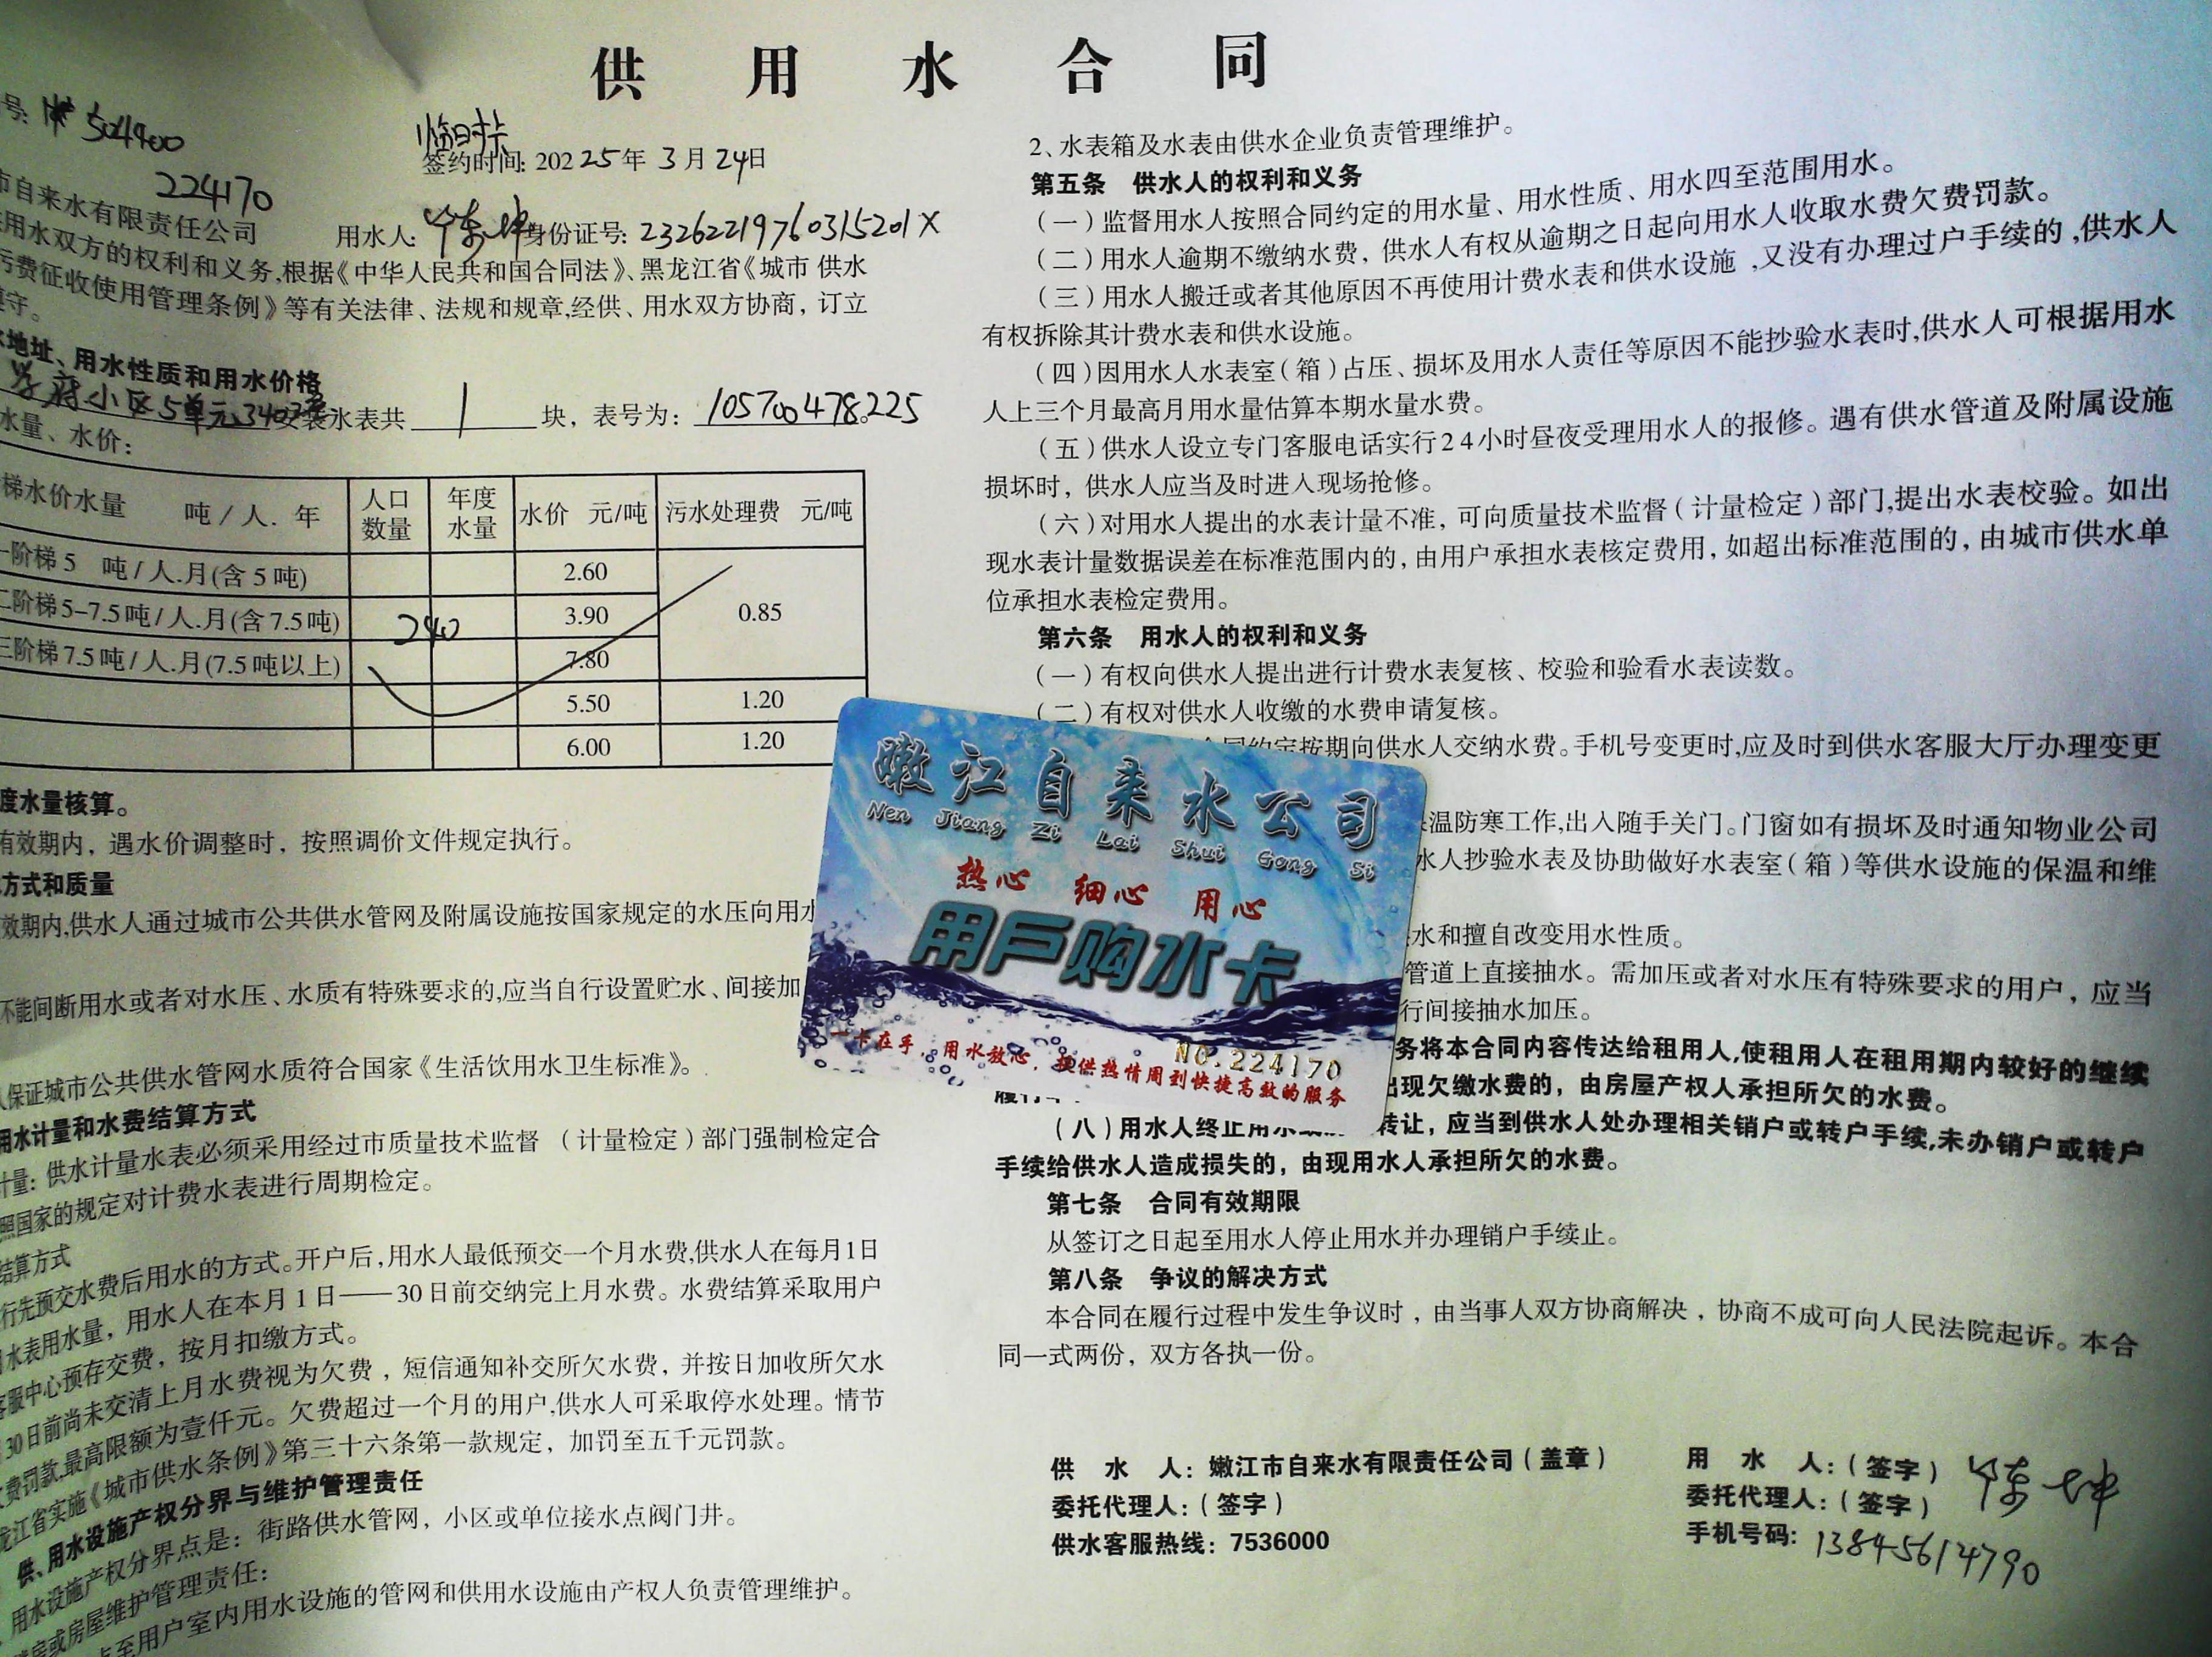 供用水合同
号: 504900
临时卡
签约时间: 2025年 3月 24日
224170
市自来水有限责任公司
用水人: 身份证号: 23262219760315201X
用水双方的权利和义务,根据《中华人民共和国合同法》、黑龙江省《城市 供水
污费征收使用管理条例》等有关法律、法规和规章,经供、用水双方协商，订立
遵守。
地址、用水性质和用水价格
学府小区5单元3402 安装水表共 1 块，表号为: 105700478225
水量、水价:
梯水价水量 吨/人.年 人口数量 年度水量 水价 元/吨 污水处理费 元/吨
一阶梯5 吨/人.月(含5吨) 2.60 0.85
二阶梯5-7.5吨/人.月(含7.5吨) 240 3.90
三阶梯7.5吨/人.月(7.5吨以上) 7.80
5.50 1.20
6.00 1.20
度水量核算。
有效期内，遇水价调整时，按照调价文件规定执行。
方式和质量
效期内,供水人通过城市公共供水管网及附属设施按国家规定的水压向用水
不能间断用水或者对水压、水质有特殊要求的,应当自行设置贮水、间接加
人保证城市公共供水管网水质符合国家《生活饮用水卫生标准》。
用水计量和水费结算方式
计量: 供水计量水表必须采用经过市质量技术监督 (计量检定)部门强制检定合
照国家的规定对计费水表进行周期检定。
结算方式
行先预交水费后用水的方式。开户后,用水人最低预交一个月水费,供水人在每月1日
水表用水量，用水人在本月1日——30日前交纳完上月水费。水费结算采取用户
客服中心预存交费，按月扣缴方式。
30日前尚未交清上月水费视为欠费，短信通知补交所欠水费，并按日加收所欠水
费罚款,最高限额为壹仟元。欠费超过一个月的用户,供水人可采取停水处理。情节
龙江省实施《城市供水条例》第三十六条第一款规定，加罚至五千元罚款。
供、用水设施产权分界与维护管理责任
用水设施产权分界点是: 街路供水管网，小区或单位接水点阀门井。
房或房屋维护管理责任:
点至用户室内用水设施的管网和供用水设施由产权人负责管理维护。
2、水表箱及水表由供水企业负责管理维护。
第五条 供水人的权利和义务
(一)监督用水人按照合同约定的用水量、用水性质、用水四至范围用水。
(二)用水人逾期不缴纳水费，供水人有权从逾期之日起向用水人收取水费欠费罚款。
(三)用水人搬迁或者其他原因不再使用计费水表和供水设施,又没有办理过户手续的,供水人
有权拆除其计费水表和供水设施。
(四)因用水人水表室(箱)占压、损坏及用水人责任等原因不能抄验水表时,供水人可根据用水
人上三个月最高月用水量估算本期水量水费。
(五)供水人设立专门客服电话实行24小时昼夜受理用水人的报修。遇有供水管道及附属设施
损坏时，供水人应当及时进入现场抢修。
(六)对用水人提出的水表计量不准，可向质量技术监督(计量检定)部门,提出水表校验。如出
现水表计量数据误差在标准范围内的，由用户承担水表核定费用，如超出标准范围的，由城市供水单
位承担水表检定费用。
第六条 用水人的权利和义务
(一)有权向供水人提出进行计费水表复核、校验和验看水表读数。
(二)有权对供水人收缴的水费申请复核。
合同约定按期向供水人交纳水费。手机号变更时,应及时到供水客服大厅办理变更
温防寒工作,出入随手关门。门窗如有损坏及时通知物业公司
水人抄验水表及协助做好水表室(箱)等供水设施的保温和维
水和擅自改变用水性质。
管道上直接抽水。需加压或者对水压有特殊要求的用户，应当
行间接抽水加压。
务将本合同内容传达给租用人,使租用人在租用期内较好的继续
出现欠缴水费的，由房屋产权人承担所欠的水费。
(八)用水人终止用水 转让，应当到供水人处办理相关销户或转户手续,未办销户或转户
手续给供水人造成损失的，由现用水人承担所欠的水费。
第七条 合同有效期限
从签订之日起至用水人停止用水并办理销户手续止。
第八条 争议的解决方式
本合同在履行过程中发生争议时，由当事人双方协商解决，协商不成可向人民法院起诉。本合
同一式两份，双方各执一份。
供 水 人: 嫩江市自来水有限责任公司(盖章)
委托代理人: (签字)
供水客服热线: 7536000
用 水 人: (签字)
委托代理人: (签字)
手机号码: 13845614790
嫩江自来水公司
Nen Jiang Zi Lai Shui Gong Si
热心 细心 用心
用户购水卡
NO.224170
一卡在手，用水放心，提供热情周到快捷高效的服务